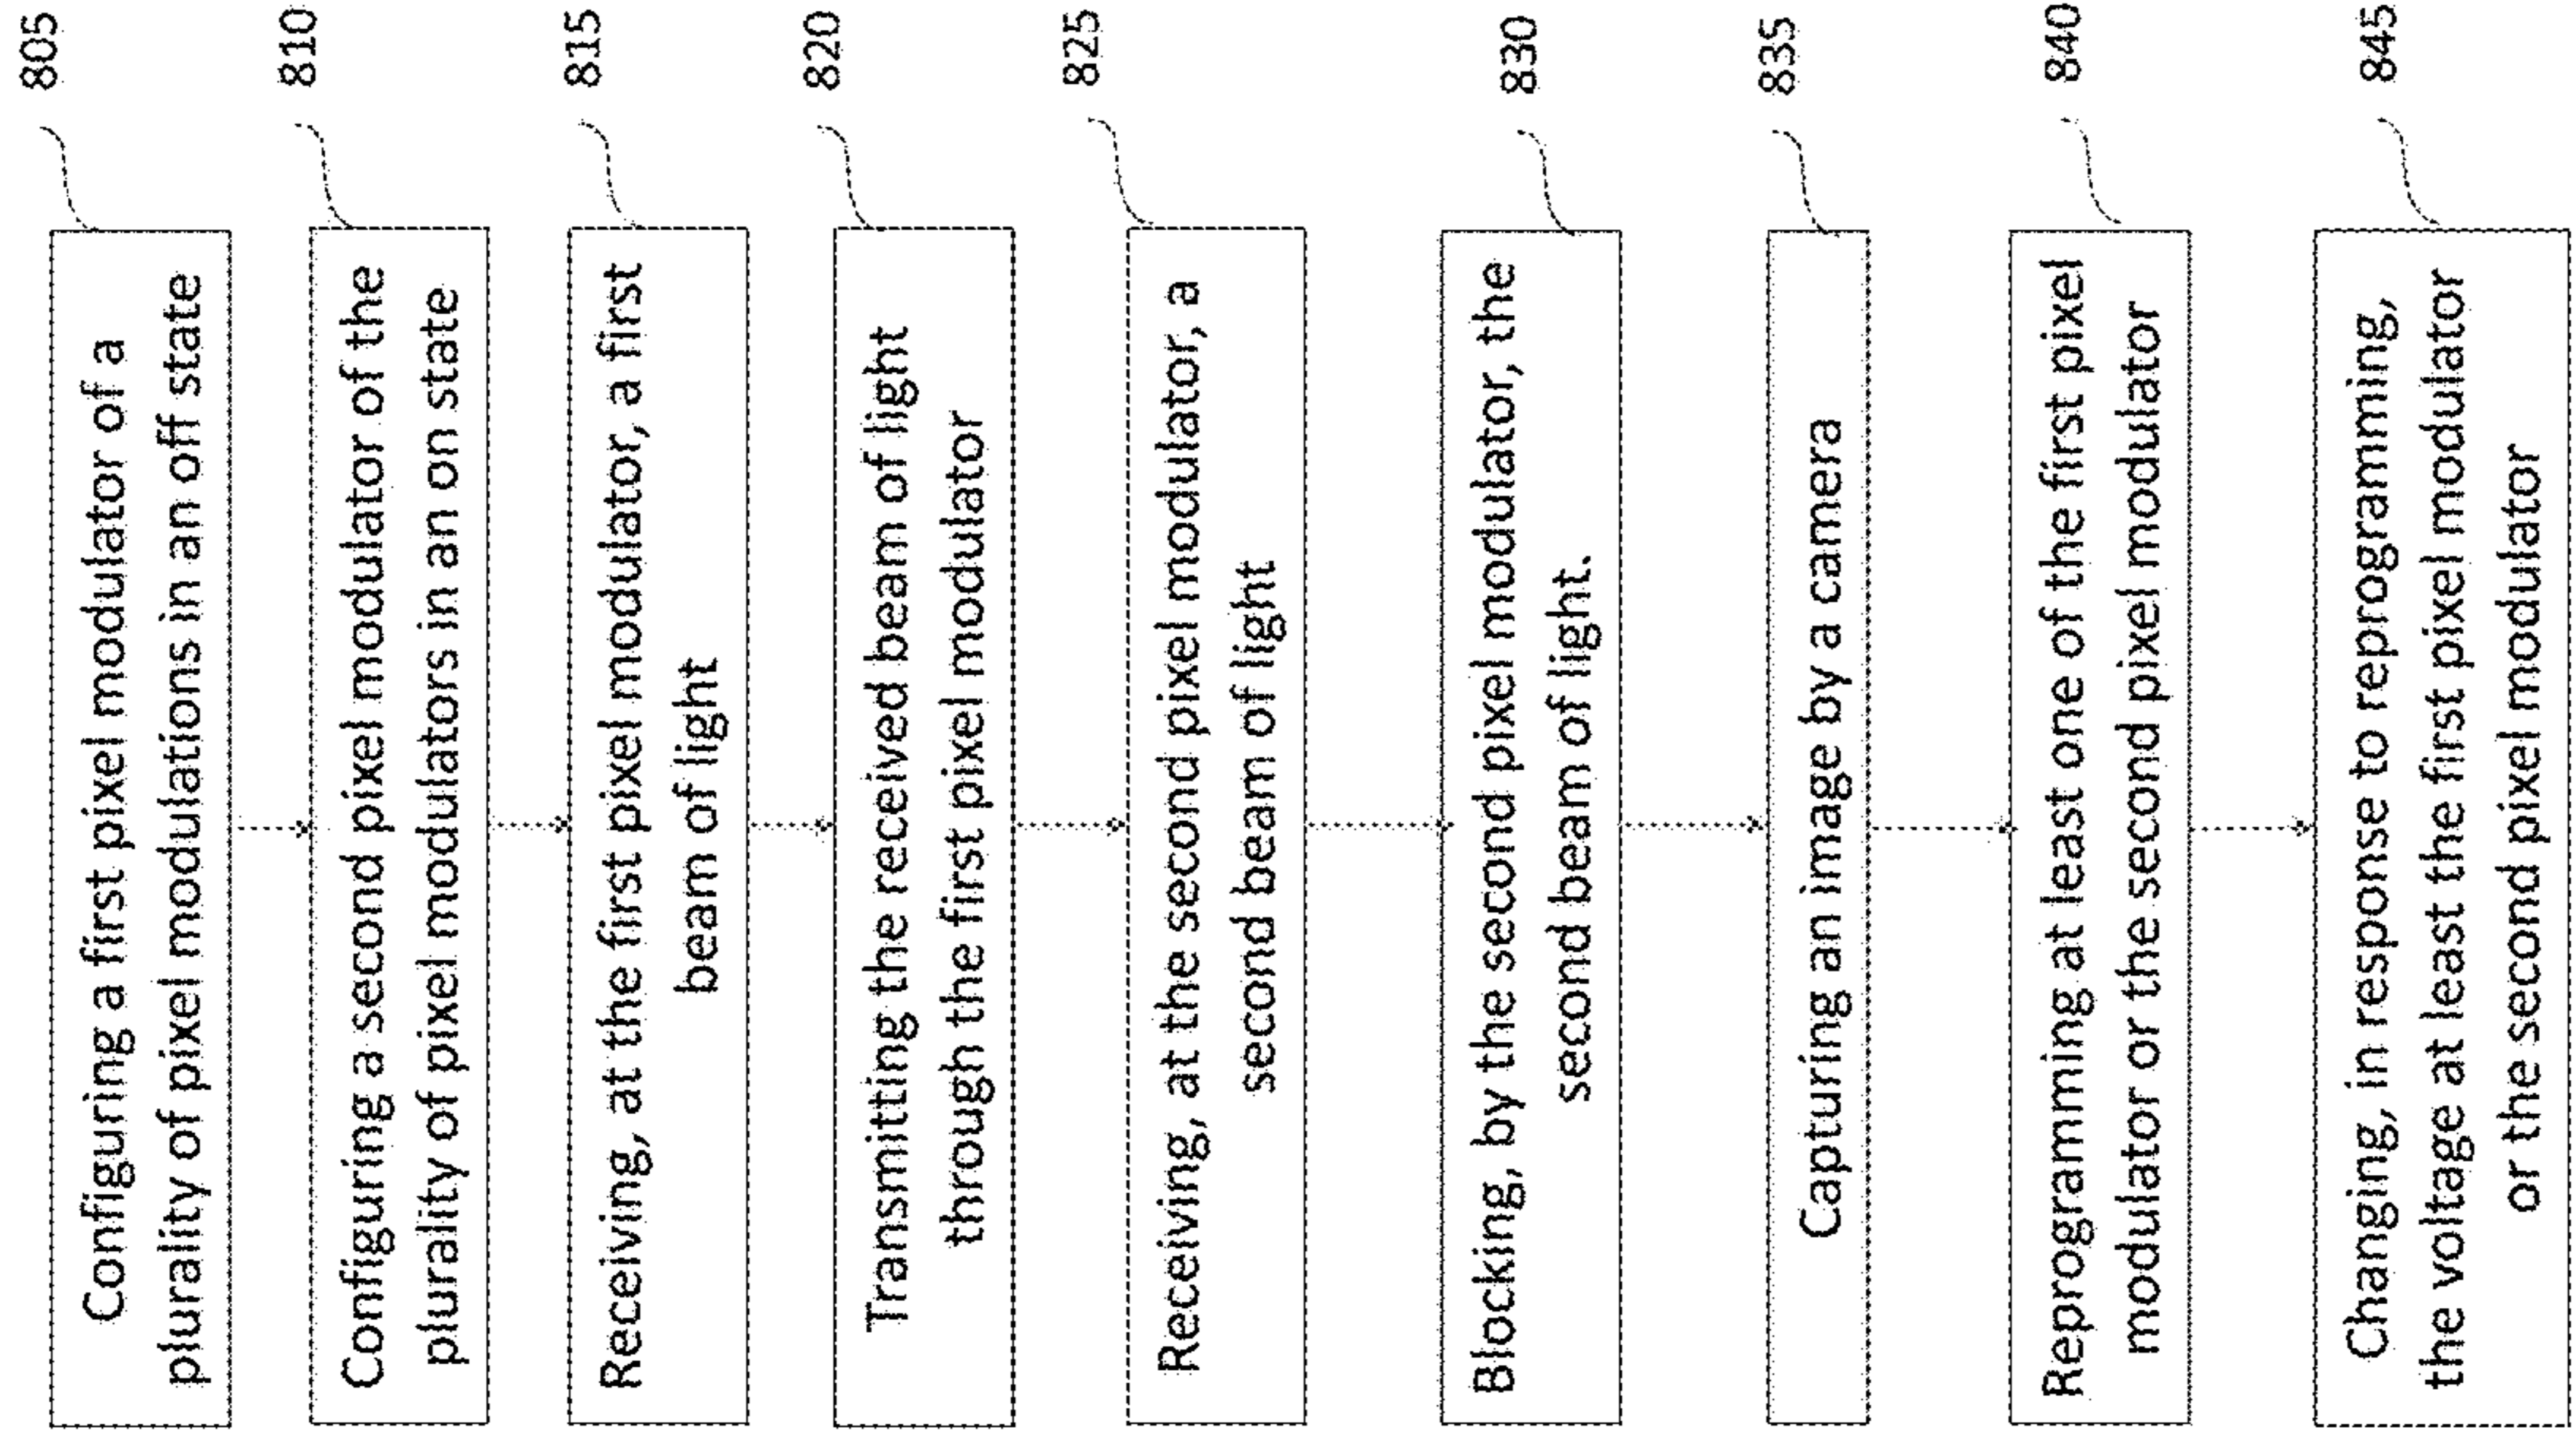 805
Configuring a first pixel modulator of a
plurality of pixel modulations in an off state
810
Configuring a second pixel modulator of the
plurality of pixel modulators in an on state
815
Receiving, at the first pixel modulator, a first
beam of light
820
Transmitting the received beam of light
through the first pixel modulator
825
Receiving, at the second pixel modulator, a
second beam of light
830
Blocking, by the second pixel modulator, the
second beam of light.
835
Capturing an image by a camera
840
Reprogramming at least one of the first pixel
modulator or the second pixel modulator
845
Changing, in response to reprogramming,
the voltage at least the first pixel modulator
or the second pixel modulator